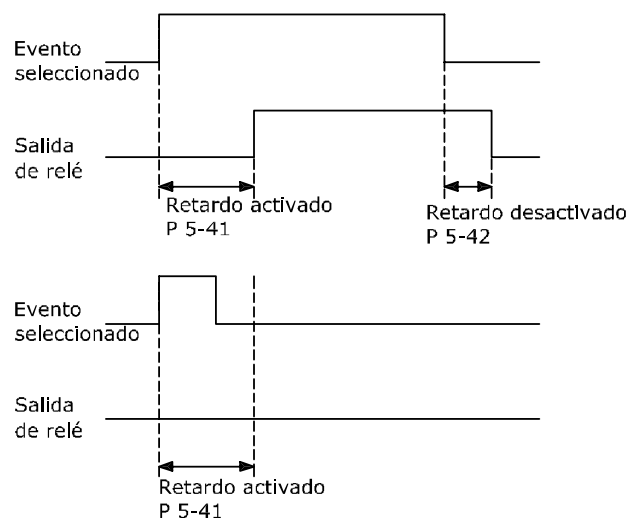 Evento
seleccionado
Salida
de relé
Retardo activado
P 5-41
Retardo desactivado
P 5-42
Evento
seleccionado
Salida
de relé
Retardo activado
P 5-41